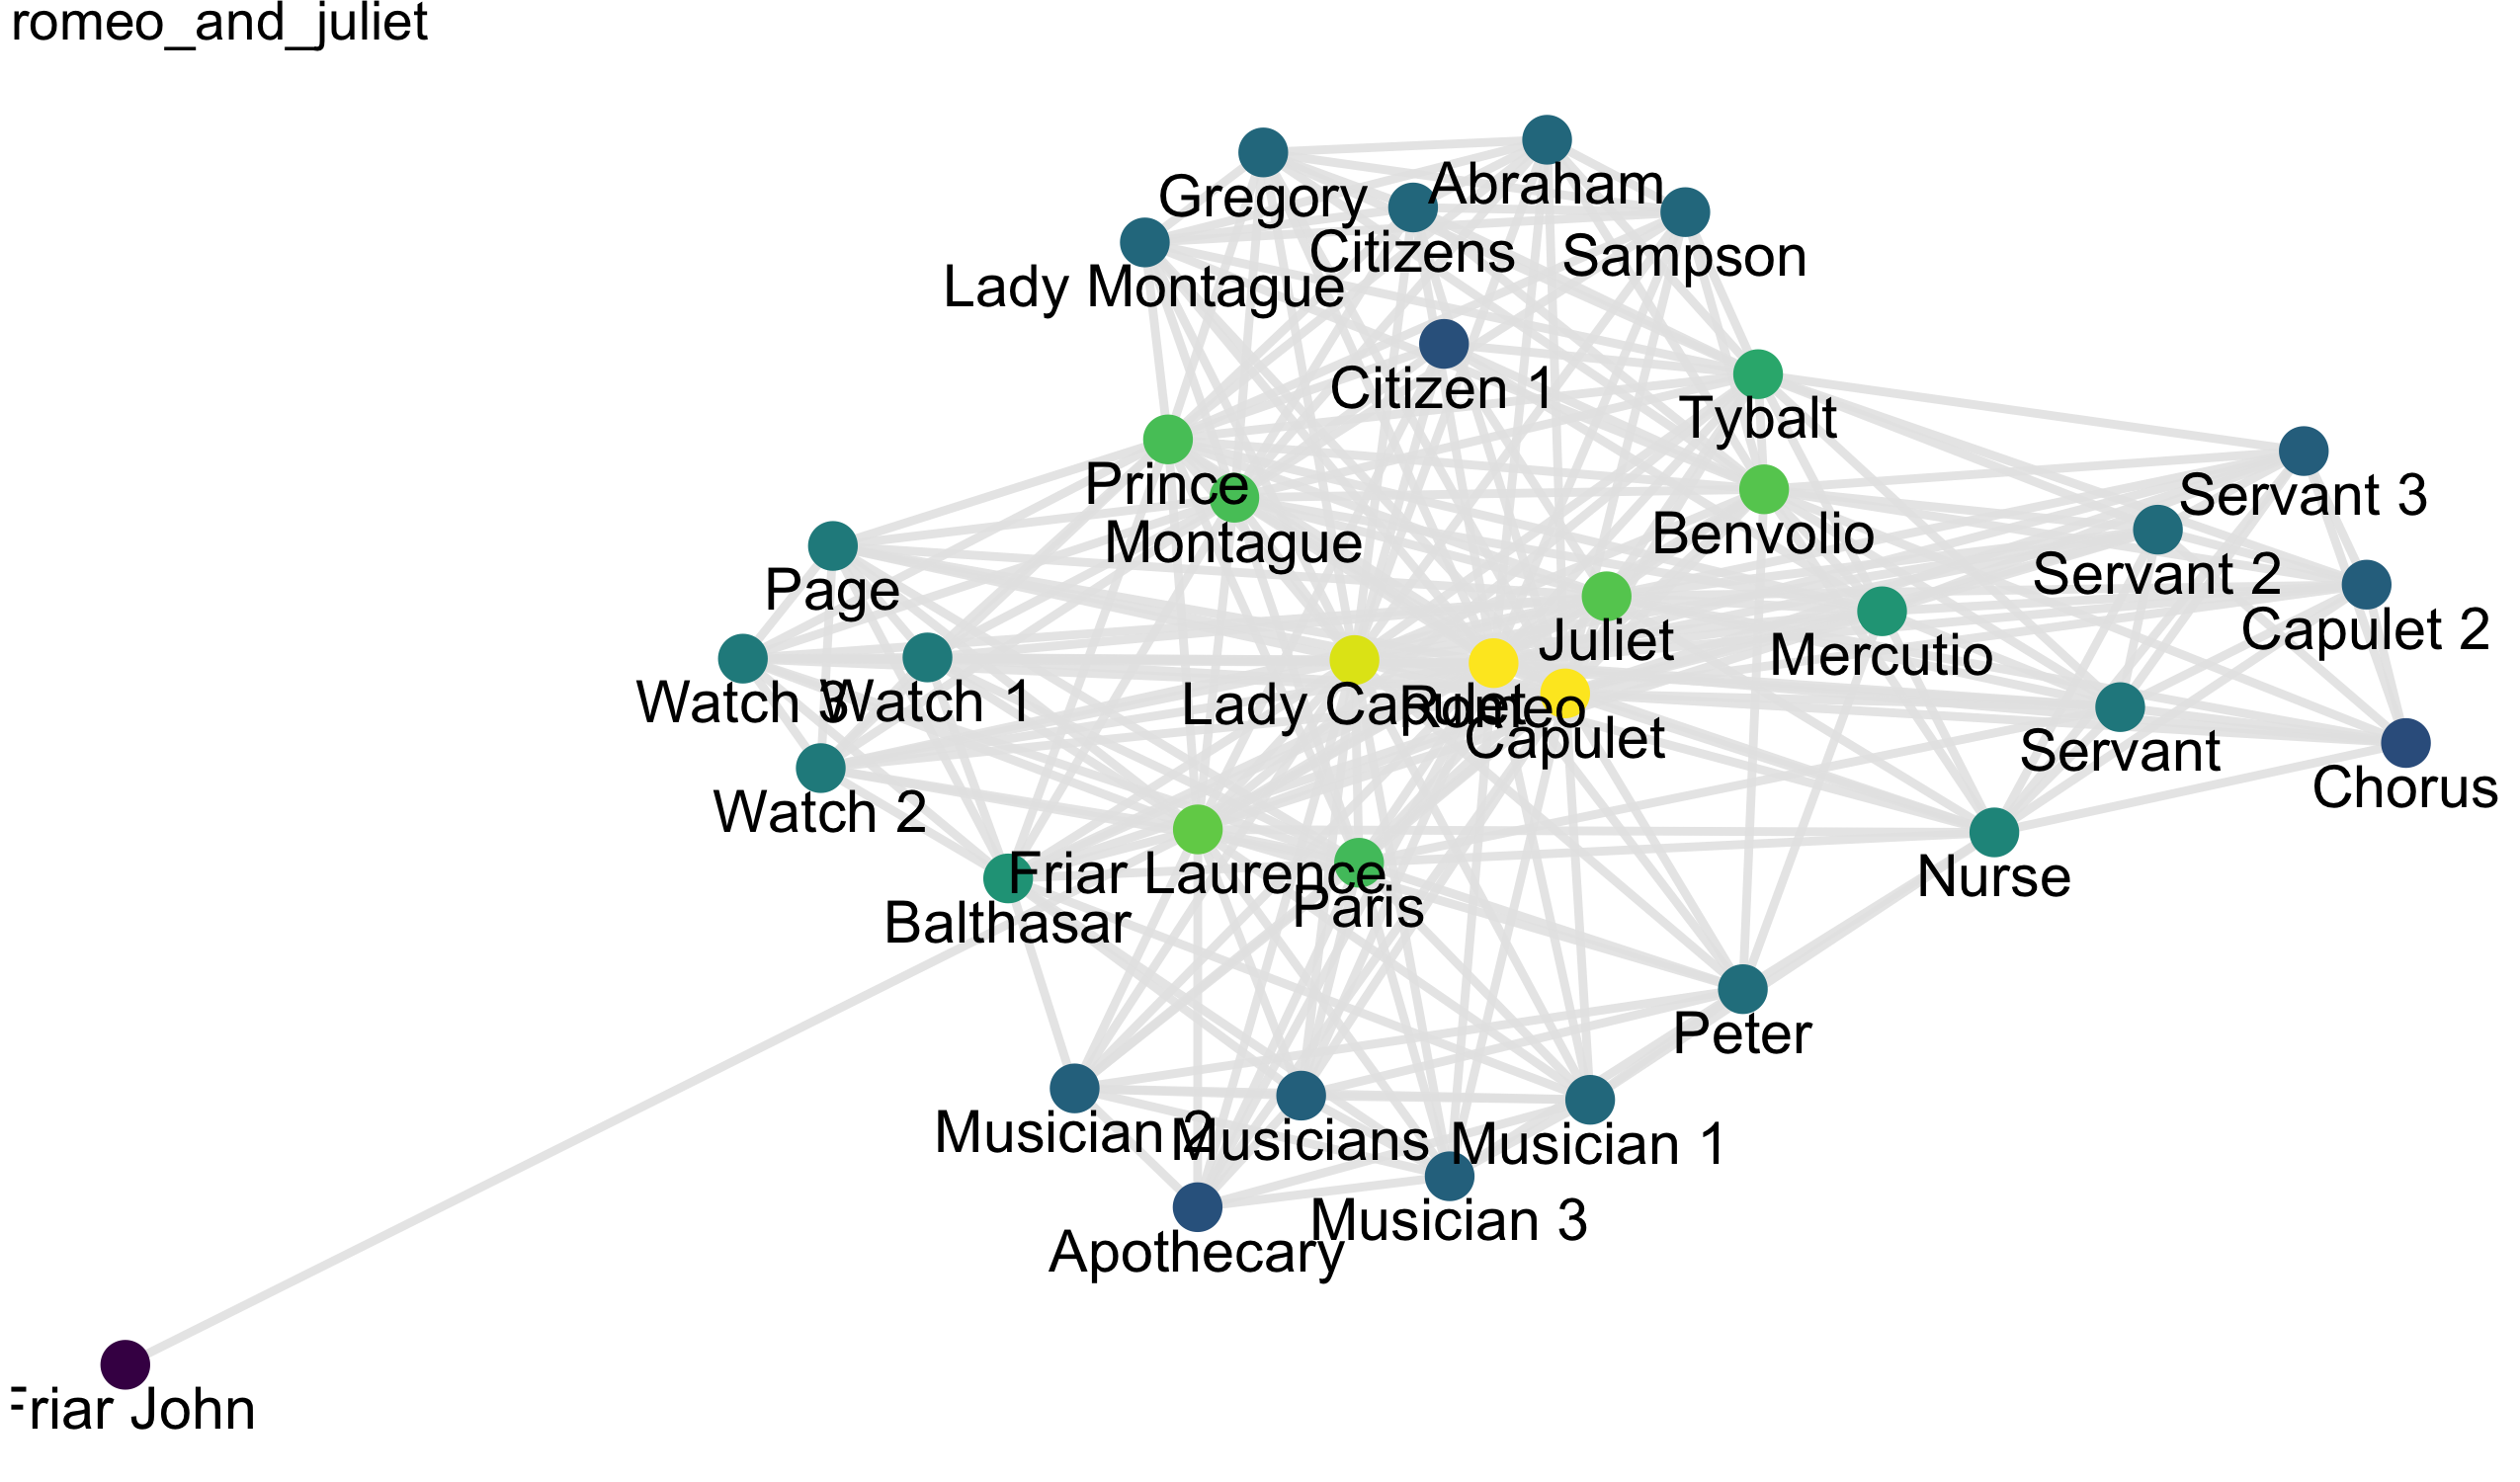 romeo_and_juliet
Abraham
Gregory
Citizens
Sampson
Lady Montague
Citizen 1
Tybalt
Prince
Servant 3
Montague
Benvolio
Servant 2
Page
Juliet
Capulet 2
Mercutio
Watch 3
Watch 1
Lady Capulet
Romeo
Capulet
Servant
Chorus
Watch 2
Friar Laurence
Nurse
Paris
Balthasar
Peter
Musician 2
Musicians
Musician 1
Musician 3
Apothecary
Friar John